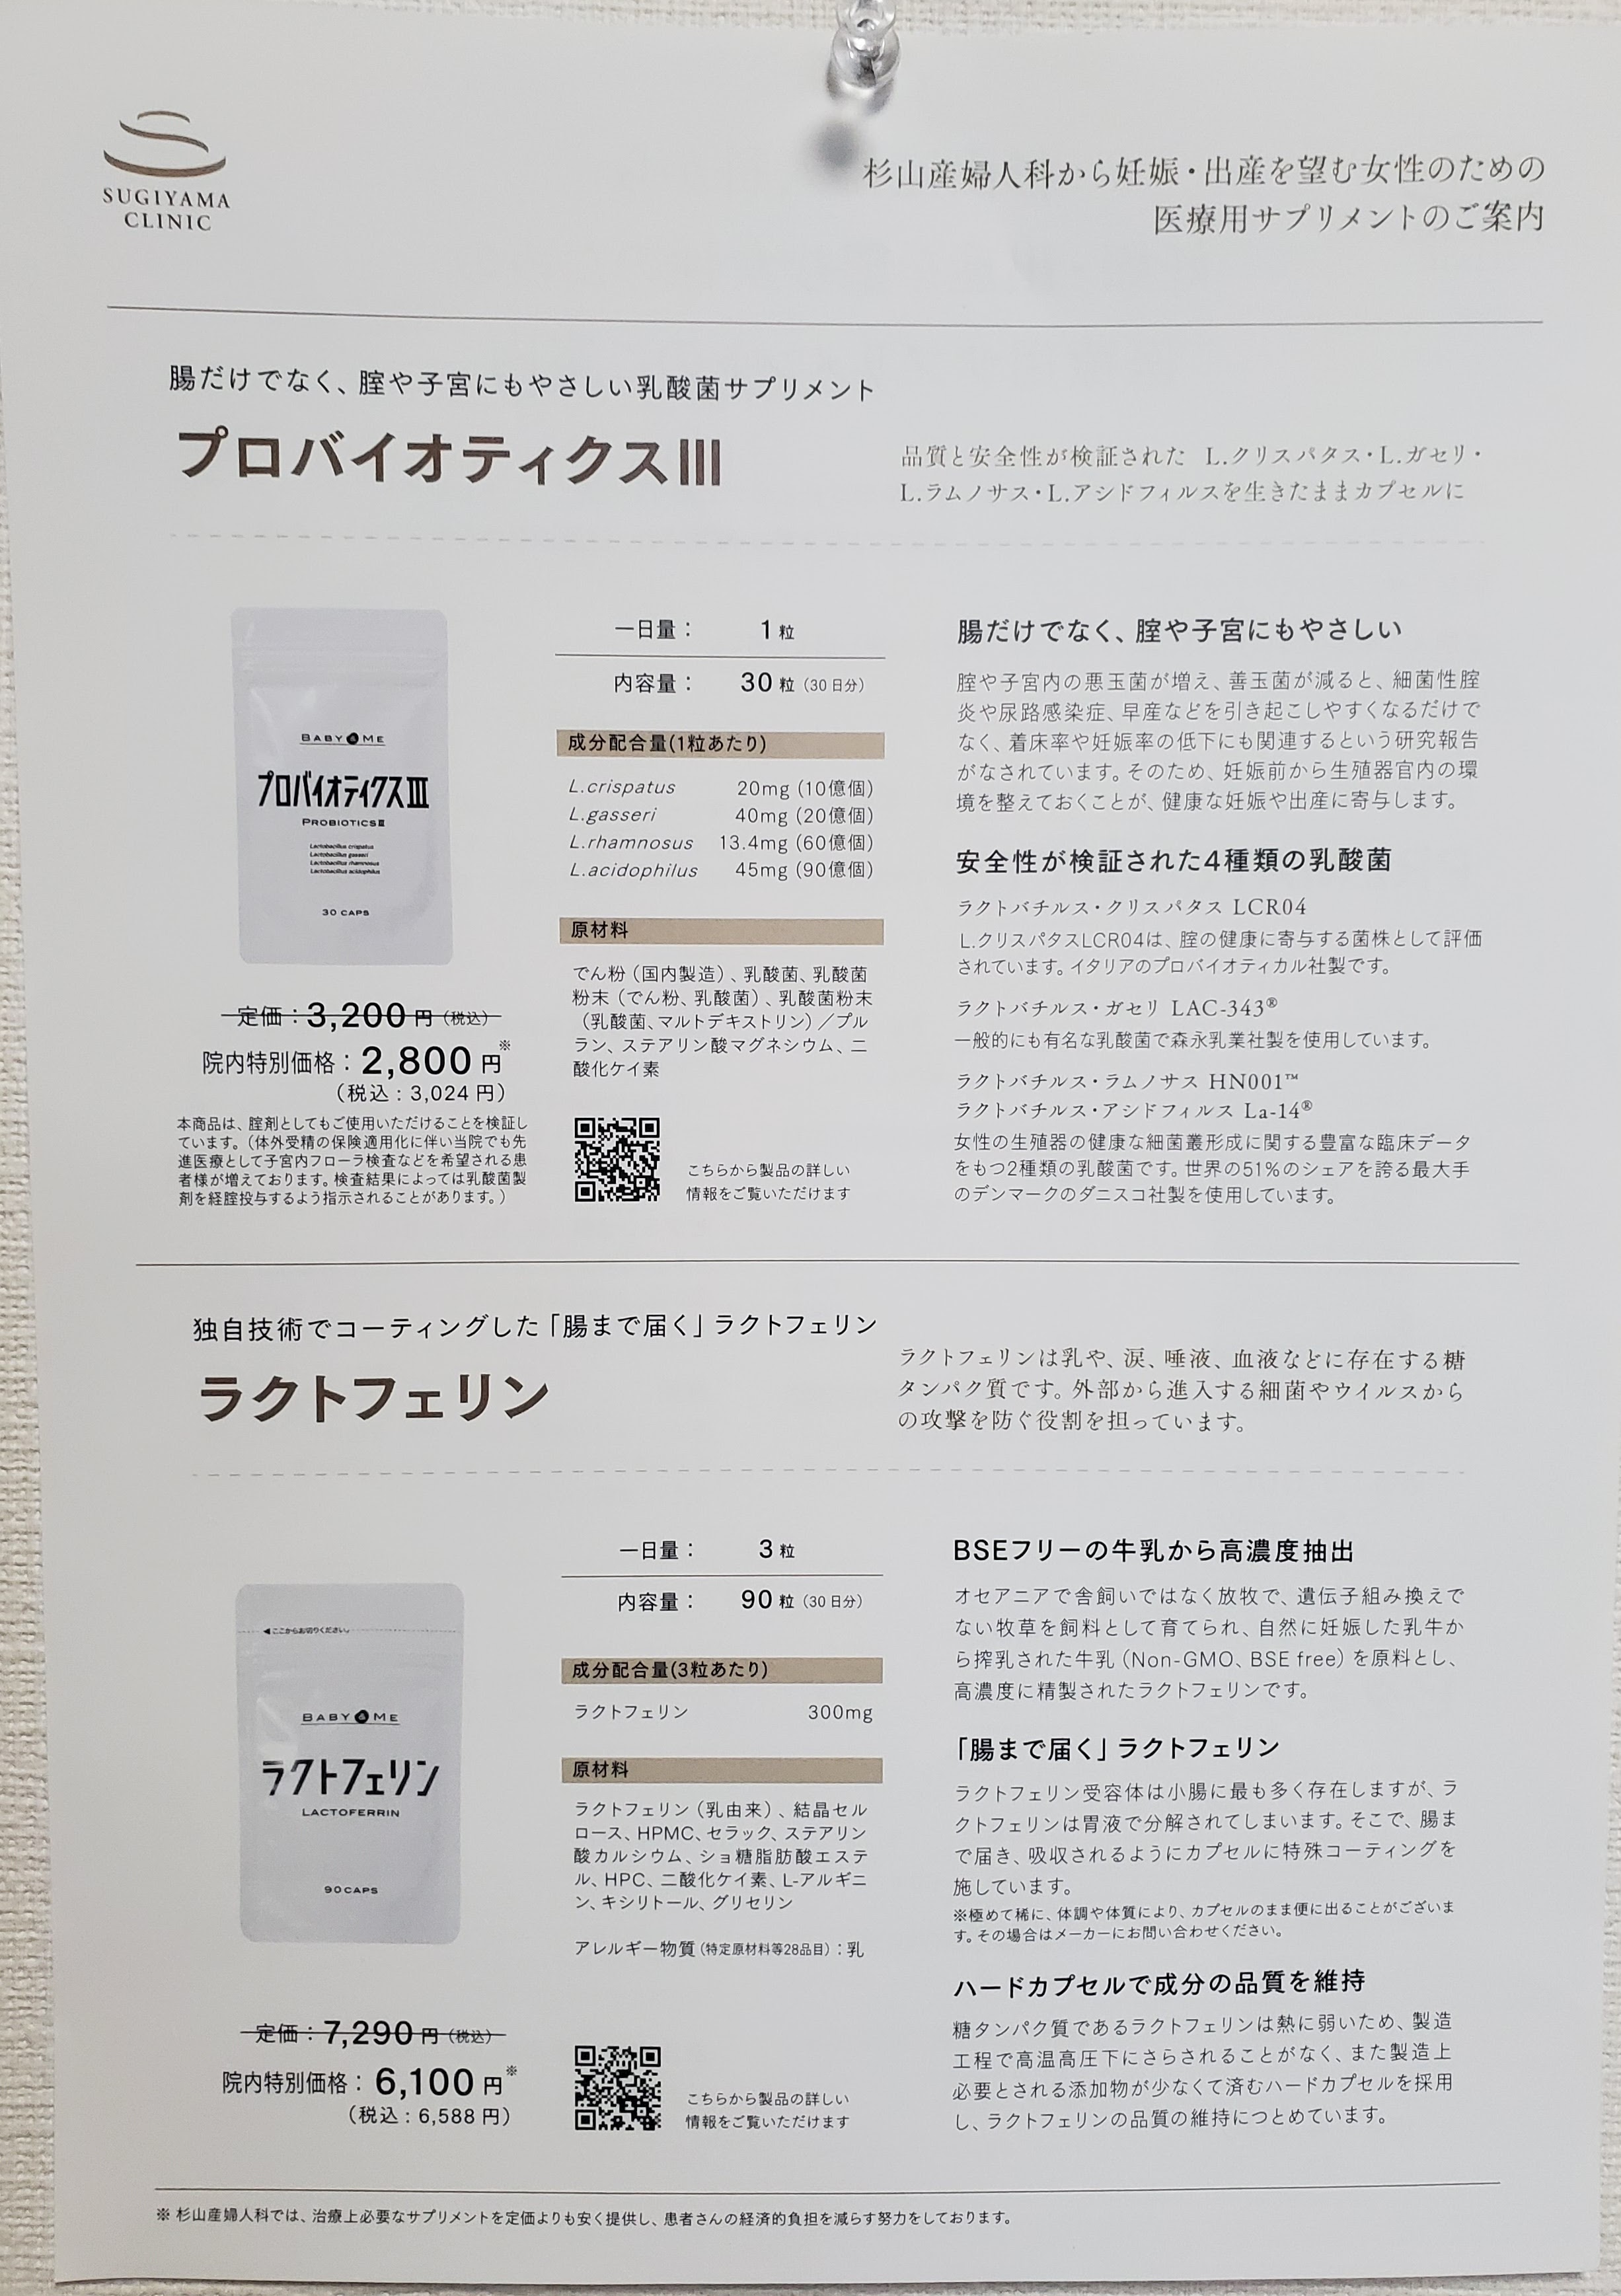 SUGIYAMA
CLINIC
杉山産婦人科から妊娠・出産を望む女性のための
医療用サプリメントのご案内
腸だけでなく、腟や子宮にもやさしい乳酸菌サプリメント
プロバイオティクスIII
品質と安全性が検証された L.クリスパタス・L.ガセリ・
L.ラムノサス・L.アシドフィルスを生きたままカプセルに
BABY & ME
プロバイオティクスIII
PROBIOTICSIII
Lactobacillus crispatus
Lactobacillus gasseri
Lactobacillus rhamnosus
Lactobacillus acidophilus
30 CAPS
定価：3,200 円（税込）
院内特別価格：2,800 円※
（税込：3,024 円）
本商品は、腟剤としてもご使用いただけることを検証し
ています。（体外受精の保険適用化に伴い当院でも先
進医療として子宮内フローラ検査などを希望される患
者様が増えております。検査結果によっては乳酸菌製
剤を経腟投与するよう指示されることがあります。）
一日量： 1 粒
内容量： 30 粒（30 日分）
成分配合量(1粒あたり)
L.crispatus 20mg (10億個)
L.gasseri 40mg (20億個)
L.rhamnosus 13.4mg (60億個)
L.acidophilus 45mg (90億個)
原材料
でん粉（国内製造）、乳酸菌、乳酸菌
粉末（でん粉、乳酸菌）、乳酸菌粉末
（乳酸菌、マルトデキストリン）／プル
ラン、ステアリン酸マグネシウム、二
酸化ケイ素
こちらから製品の詳しい
情報をご覧いただけます
腸だけでなく、腟や子宮にもやさしい
腟や子宮内の悪玉菌が増え、善玉菌が減ると、細菌性腟
炎や尿路感染症、早産などを引き起こしやすくなるだけで
なく、着床率や妊娠率の低下にも関連するという研究報告
がなされています。そのため、妊娠前から生殖器官内の環
境を整えておくことが、健康な妊娠や出産に寄与します。
安全性が検証された4種類の乳酸菌
ラクトバチルス・クリスパタス LCR04
L.クリスパタスLCR04は、腟の健康に寄与する菌株として評価
されています。イタリアのプロバイオティカル社製です。
ラクトバチルス・ガセリ LAC-343®
一般的にも有名な乳酸菌で森永乳業社製を使用しています。
ラクトバチルス・ラムノサス HN001™
ラクトバチルス・アシドフィルス La-14®
女性の生殖器の健康な細菌叢形成に関する豊富な臨床データ
をもつ2種類の乳酸菌です。世界の51%のシェアを誇る最大手
のデンマークのダニスコ社製を使用しています。
独自技術でコーティングした「腸まで届く」ラクトフェリン
ラクトフェリン
ラクトフェリンは乳や、涙、唾液、血液などに存在する糖
タンパク質です。外部から進入する細菌やウイルスから
の攻撃を防ぐ役割を担っています。
◀ここからお切りください。
BABY & ME
ラクトフェリン
LACTOFERRIN
90CAPS
定価：7,290 円（税込）
院内特別価格：6,100 円※
（税込：6,588 円）
一日量： 3 粒
内容量： 90 粒（30 日分）
成分配合量(3粒あたり)
ラクトフェリン 300mg
原材料
ラクトフェリン（乳由来）、結晶セル
ロース、HPMC、セラック、ステアリン
酸カルシウム、ショ糖脂肪酸エステ
ル、HPC、二酸化ケイ素、L-アルギニ
ン、キシリトール、グリセリン
アレルギー物質（特定原材料等28品目）：乳
こちらから製品の詳しい
情報をご覧いただけます
BSEフリーの牛乳から高濃度抽出
オセアニアで舎飼いではなく放牧で、遺伝子組み換えで
ない牧草を飼料として育てられ、自然に妊娠した乳牛か
ら搾乳された牛乳（Non-GMO、BSE free）を原料とし、
高濃度に精製されたラクトフェリンです。
「腸まで届く」ラクトフェリン
ラクトフェリン受容体は小腸に最も多く存在しますが、ラ
クトフェリンは胃液で分解されてしまいます。そこで、腸ま
で届き、吸収されるようにカプセルに特殊コーティングを
施しています。
※極めて稀に、体調や体質により、カプセルのまま便に出ることがございま
す。その場合はメーカーにお問い合わせください。
ハードカプセルで成分の品質を維持
糖タンパク質であるラクトフェリンは熱に弱いため、製造
工程で高温高圧下にさらされることがなく、また製造上
必要とされる添加物が少なくて済むハードカプセルを採用
し、ラクトフェリンの品質の維持につとめています。
※ 杉山産婦人科では、治療上必要なサプリメントを定価よりも安く提供し、患者さんの経済的負担を減らす努力をしております。